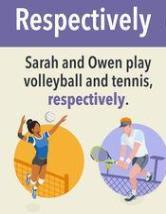 Respectively
Sarah and Owen play
volleyball and tennis,
respectively.